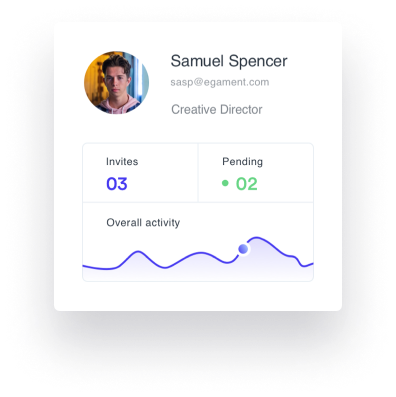 Samuel Spencer
sasp@egament.com
Creative Director
Invites
Pending
03
02
Overall activity